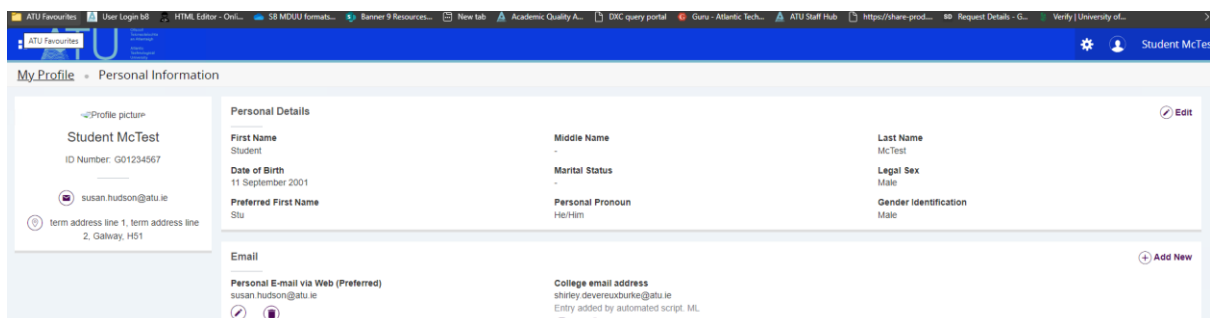 ATU Favourites User Login b8 HTML Editor - Onli... S8 MDUU formats... Banner 9 Resources... New tab Academic Quality A... DXC query portal Guru - Atlantic Tech... ATU Staff Hub https://share-prod... Request Details - G... Verify | University of...
ATU Favourites
ATU
Student McTes
My Profile • Personal Information
Profile picture
Student McTest
ID Number: G01234567
susan.hudson@atu.ie
term address line 1, term address line
2, Galway, H51
Personal Details
Edit
First Name Middle Name Last Name
Student - McTest
Date of Birth Marital Status Legal Sex
11 September 2001 - Male
Preferred First Name Personal Pronoun Gender Identification
Stu He/Him Male
Email
Add New
Personal E-mail via Web (Preferred) College email address
susan.hudson@atu.ie shirley.devereuxburke@atu.ie
Entry added by automated script. ML